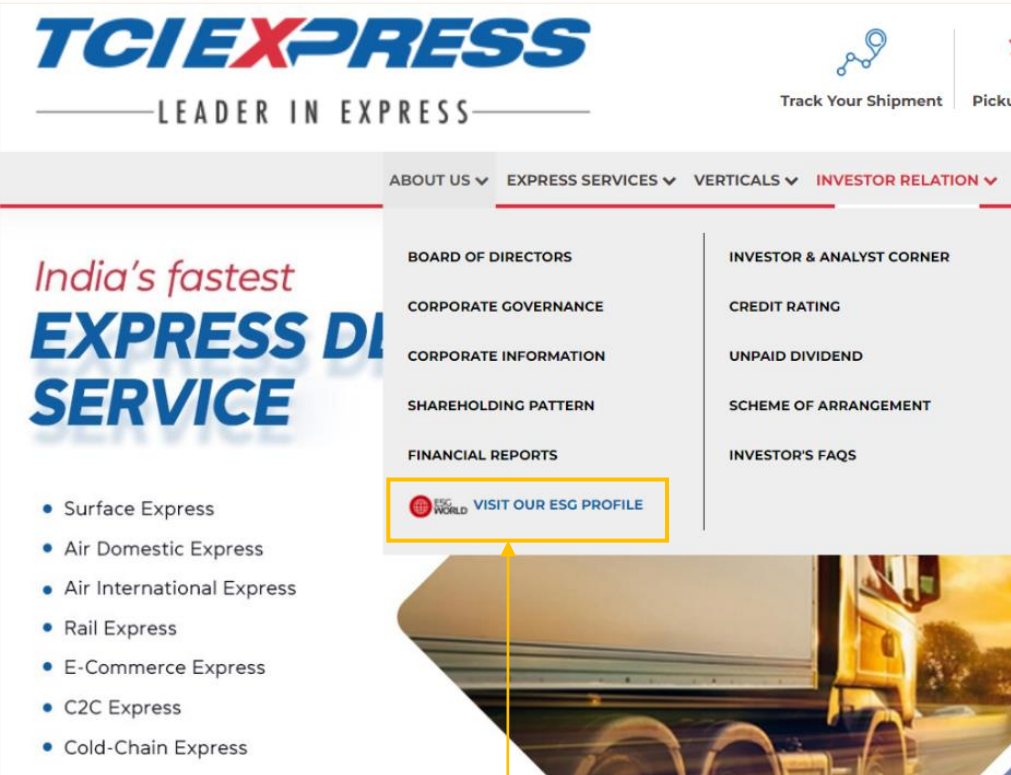 TCIEXPRESS
LEADER IN EXPRESS
Track Your Shipment
ABOUT US EXPRESS SERVICES VERTICALS INVESTOR RELATION
India's fastest
EXPRESS
SERVICE
Surface Express
Air Domestic Express
Air International Express
Rail Express
E-Commerce Express
C2C Express
Cold-Chain Express
BOARD OF DIRECTORS
CORPORATE GOVERNANCE
CORPORATE INFORMATION
SHAREHOLDING PATTERN
FINANCIAL REPORTS
ESG WORLD VISIT OUR ESG PROFILE
INVESTOR & ANALYST CORNER
CREDIT RATING
UNPAID DIVIDEND
SCHEME OF ARRANGEMENT
INVESTOR'S FAQS